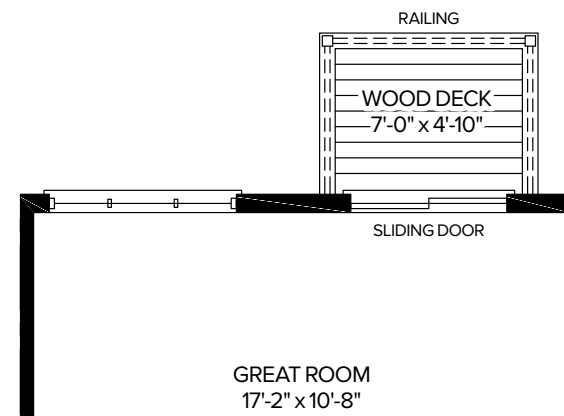 RAILING
WOOD DECK
7'-0" x 4'-10"
SLIDING DOOR
GREAT ROOM
17'-2" x 10'-8"